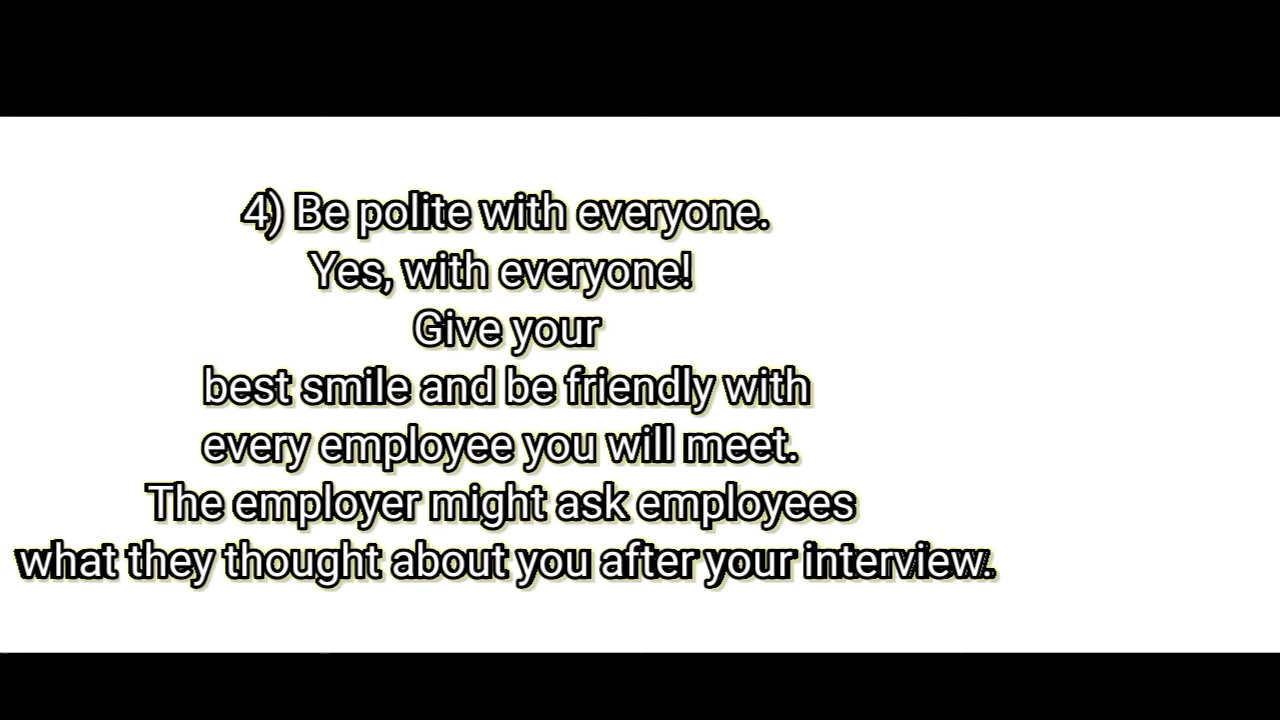 4) Be polite with everyone.
Yes, with everyone!
Give your
best smile and be friendly with
every employee you will meet.
The employer might ask employees
what they thought about you after your interview.